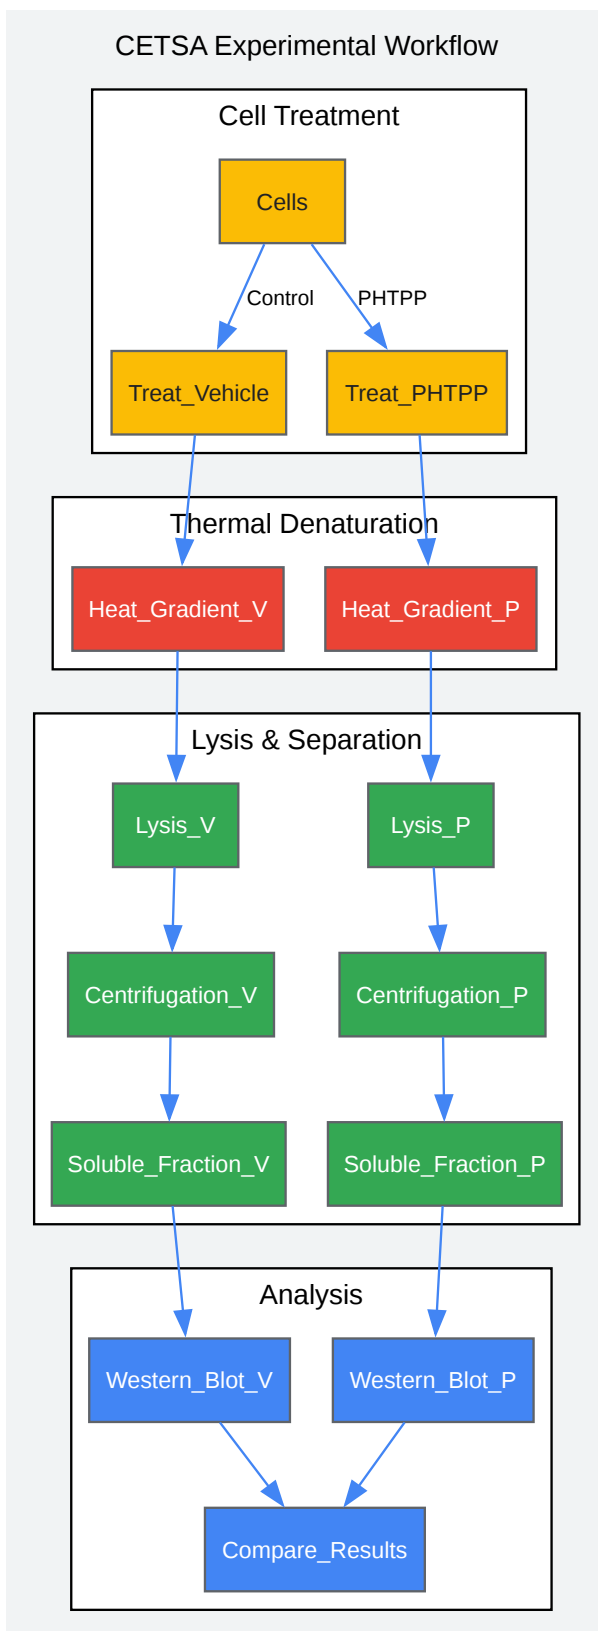 CETSA Experimental Workflow
Cell Treatment
Cells
Control
PHTPP
Treat_Vehicle
Treat_PHTPP
Thermal Denaturation
Heat_Gradient_V
Heat_Gradient_P
Lysis & Separation
Lysis_V
Lysis_P
Centrifugation_V
Centrifugation_P
Soluble_Fraction_V
Soluble_Fraction_P
Analysis
Western_Blot_V
Western_Blot_P
Compare_Results